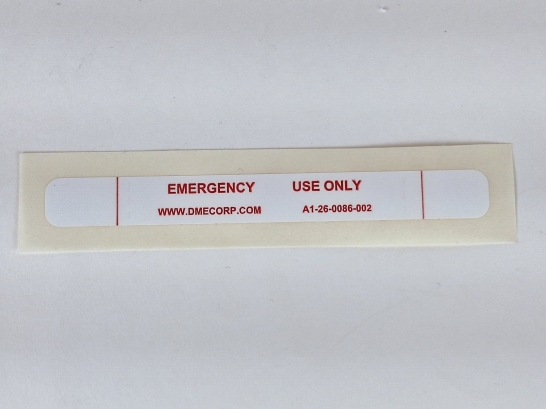 EMERGENCY USE ONLY
WWW.DMECORP.COM A1-26-0086-002